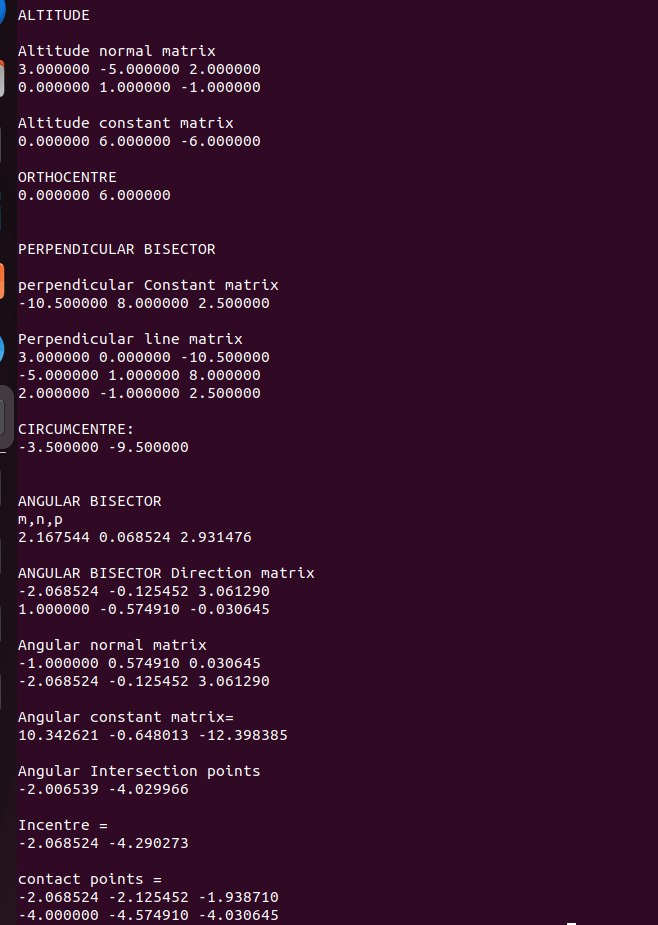 ALTITUDE
Altitude normal matrix
3.000000 -5.000000 2.000000
0.000000 1.000000 -1.000000
Altitude constant matrix
0.000000 6.000000 -6.000000
ORTHOCENTRE
0.000000 6.000000
PERPENDICULAR BISECTOR
perpendicular Constant matrix
-10.500000 8.000000 2.500000
Perpendicular line matrix
3.000000 0.000000 -10.500000
-5.000000 1.000000 8.000000
2.000000 -1.000000 2.500000
CIRCUMCENTRE:
-3.500000 -9.500000
ANGULAR BISECTOR
m,n,p
2.167544 0.068524 2.931476
ANGULAR BISECTOR Direction matrix
-2.068524 -0.125452 3.061290
1.000000 -0.574910 -0.030645
Angular normal matrix
-1.000000 0.574910 0.030645
-2.068524 -0.125452 3.061290
Angular constant matrix=
10.342621 -0.648013 -12.398385
Angular Intersection points
-2.006539 -4.029966
Incentre =
-2.068524 -4.290273
contact points =
-2.068524 -2.125452 -1.938710
-4.000000 -4.574910 -4.030645